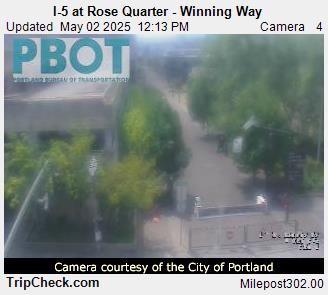 I-5 at Rose Quarter - Winning Way
Updated May 02 2025 12:13 PM Camera 4
PBOT
PORTLAND BUREAU OF TRANSPORTATION
Camera courtesy of the City of Portland
TripCheck.com Milepost302.00